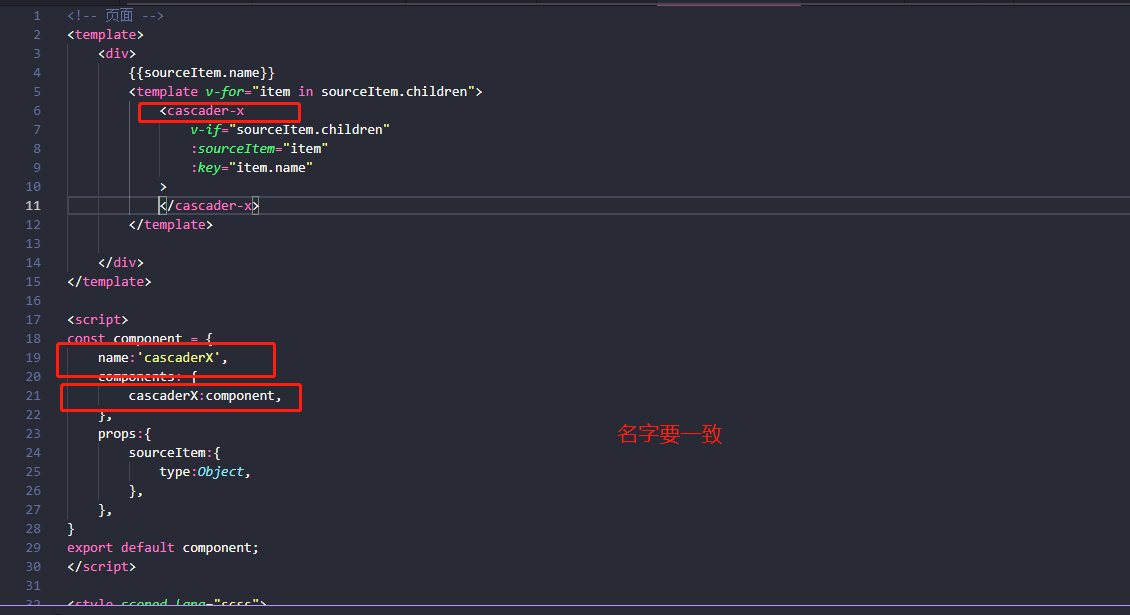 1 <!-- 页面 -->
2 <template>
3 <div>
4 {{sourceItem.name}}
5 <template v-for="item in sourceItem.children">
6 <cascader-x
7 v-if="sourceItem.children"
8 :sourceItem="item"
9 :key="item.name"
10 >
11 </cascader-x>
12 </template>
13
14 </div>
15 </template>
16
17 <script>
18 const component = {
19 name:'cascaderX',
20 components: {
21 cascaderX:component,
22 },
23 props:{
名字要一致
24 sourceItem:{
25 type:Object,
26 },
27 },
28 }
29 export default component;
30 </script>
31
32 <style scoped lang="scss">